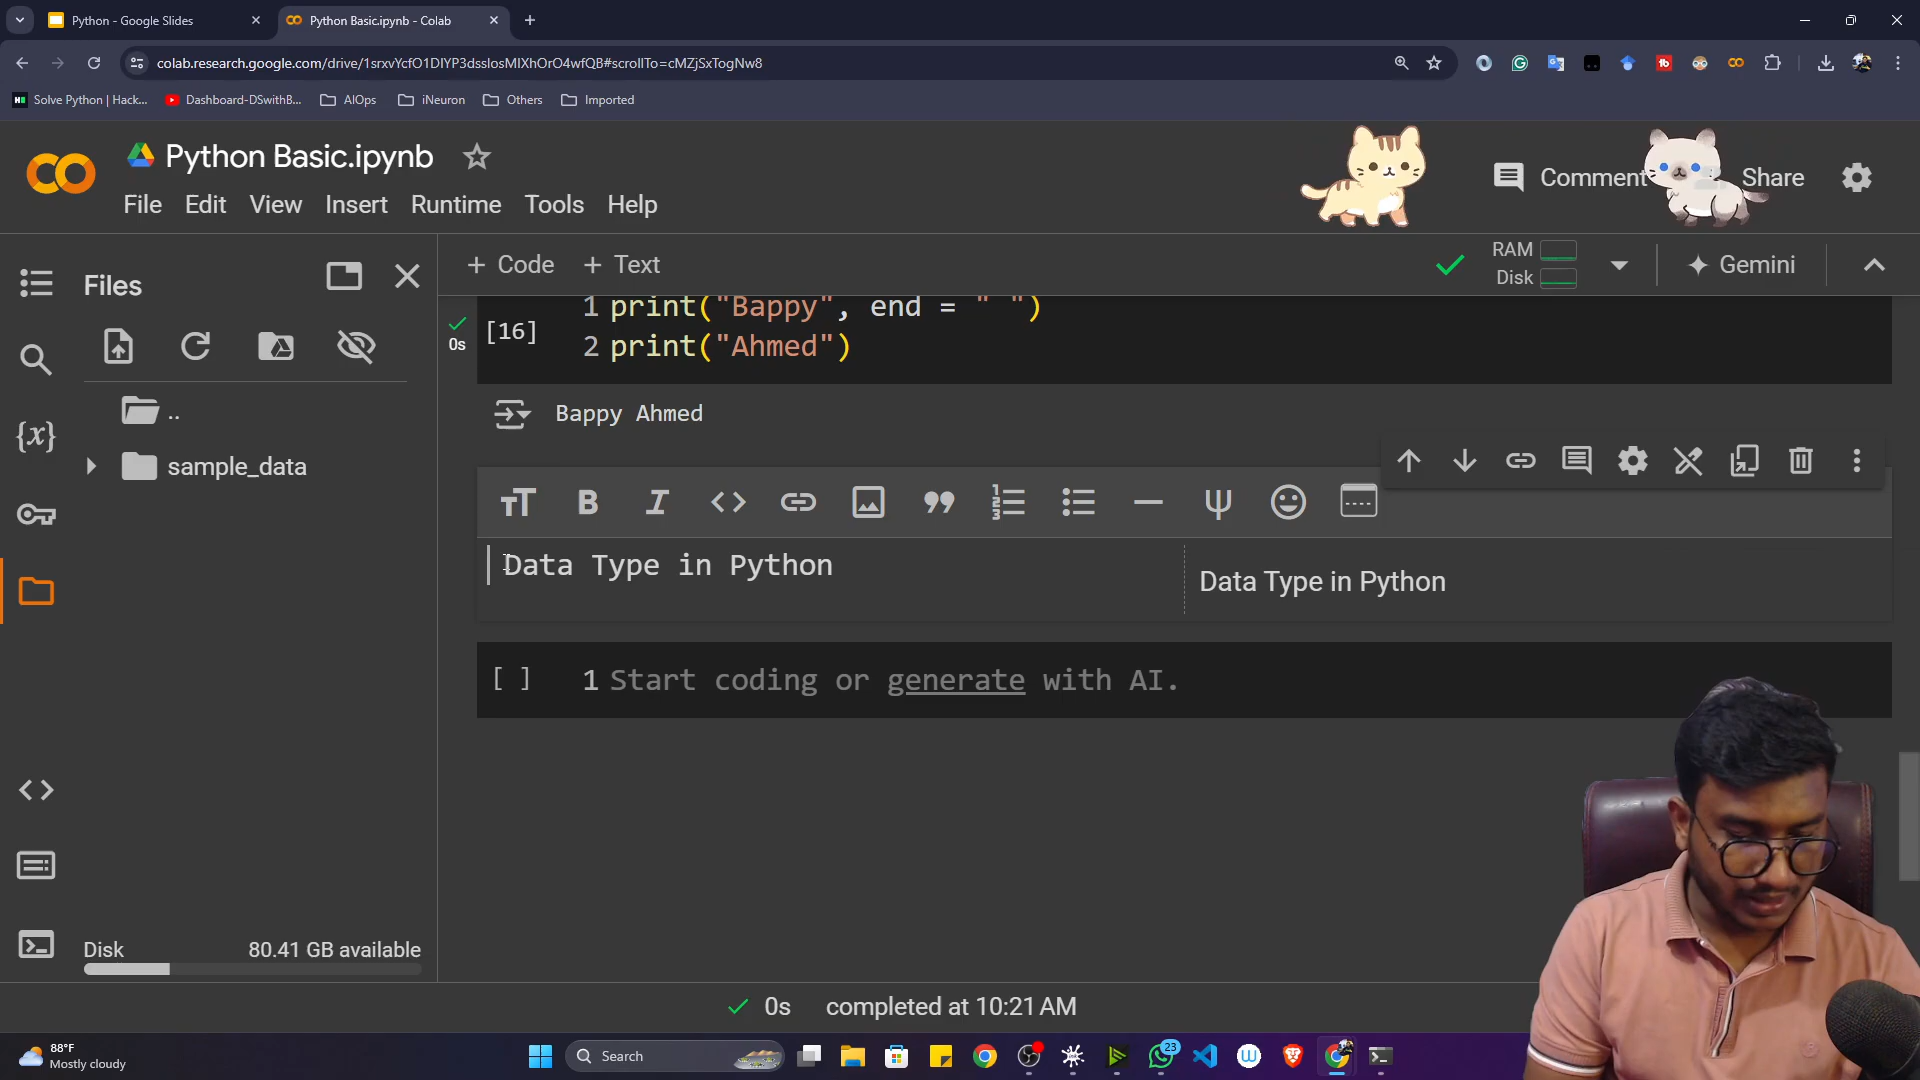 Python - Google Slides
Python Basic.ipynb - Colab
colab.research.google.com/drive/1srxvYcfO1DIYP3dssIosMIXhOrO4wfQB#scrollTo=cMZjSxTogNw8
Solve Python | Hack...
Dashboard-DSwithB...
AIOps
iNeuron
Others
Imported
Python Basic.ipynb
Comment
Share
File Edit View Insert Runtime Tools Help
Files
+ Code + Text
RAM
Disk
Gemini
..
sample_data
0s
[16]
1 print("Bappy", end = " ")
2 print("Ahmed")
Bappy Ahmed
Data Type in Python
Data Type in Python
[ ] 1 Start coding or generate with AI.
Disk 80.41 GB available
0s completed at 10:21 AM
88°F
Mostly cloudy
Search
23